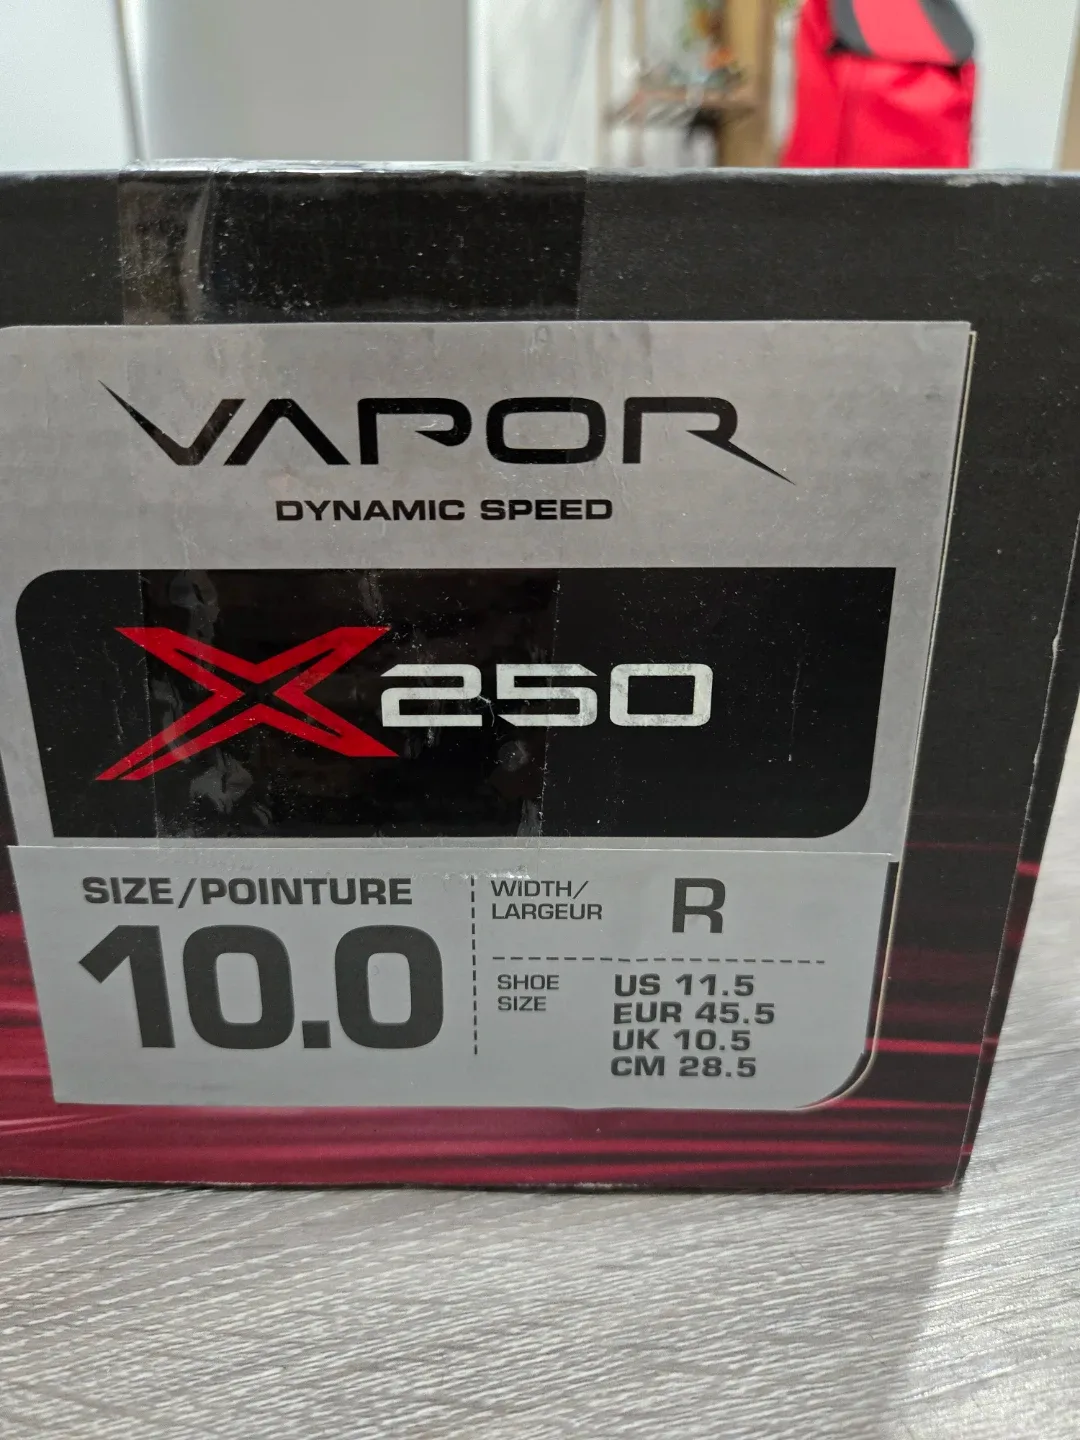 VAPOR
DYNAMIC SPEED
X250
SIZE/POINTURE
10.0
WIDTH/
LARGEUR
R
SHOE
SIZE
US 11.5
EUR 45.5
UK 10.5
CM 28.5